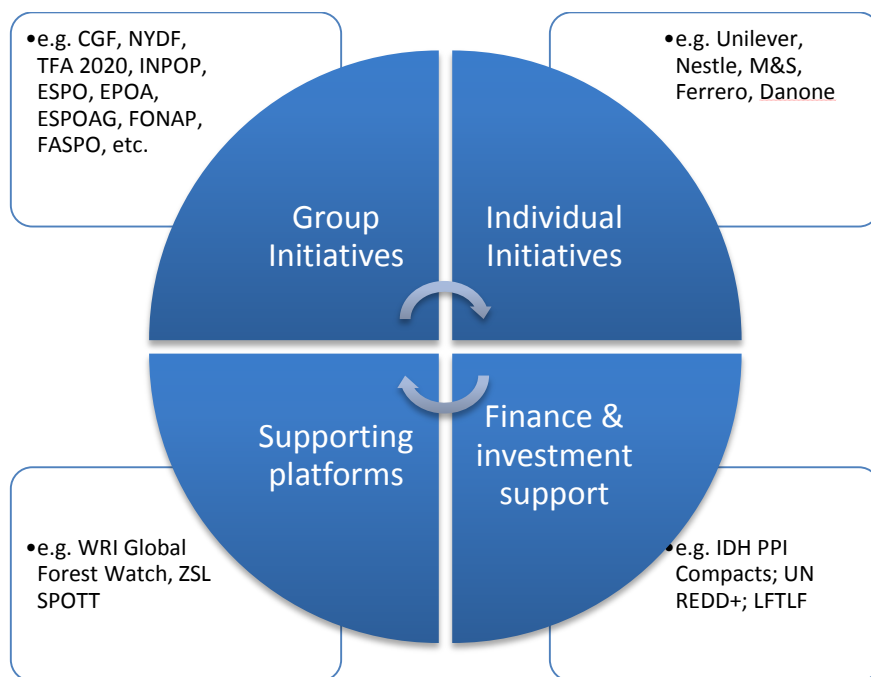 •e.g. CGF, NYDF,
TFA 2020, INPOP,
ESPO, EPOA,
ESPOAG, FONAP,
FASPO, etc.
•e.g. Unilever,
Nestle, M&S,
Ferrero, Danone
Group
Initiatives
Individual
Initiatives
Supporting
platforms
Finance &
investment
support
•e.g. WRI Global
Forest Watch, ZSL
SPOTT
•e.g. IDH PPI
Compacts; UN
REDD+; LFTLF